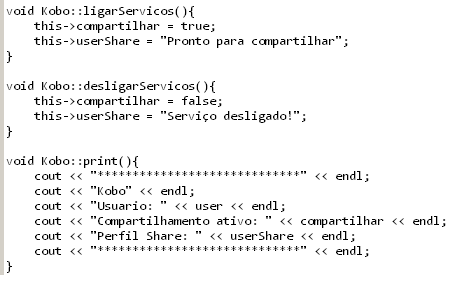 void Kobo::ligarServicos(){
    this->compartilhar = true;
    this->userShare = "Pronto para compartilhar";
}
void Kobo::desligarServicos(){
    this->compartilhar = false;
    this->userShare = "Serviço desligado!";
}
void Kobo::print(){
    cout << "*****************************" << endl;
    cout << "Kobo" << endl;
    cout << "Usuario: " << user << endl;
    cout << "Compartilhamento ativo: " << compartilhar << endl;
    cout << "Perfil Share: " << userShare << endl;
    cout << "*****************************" << endl;
}